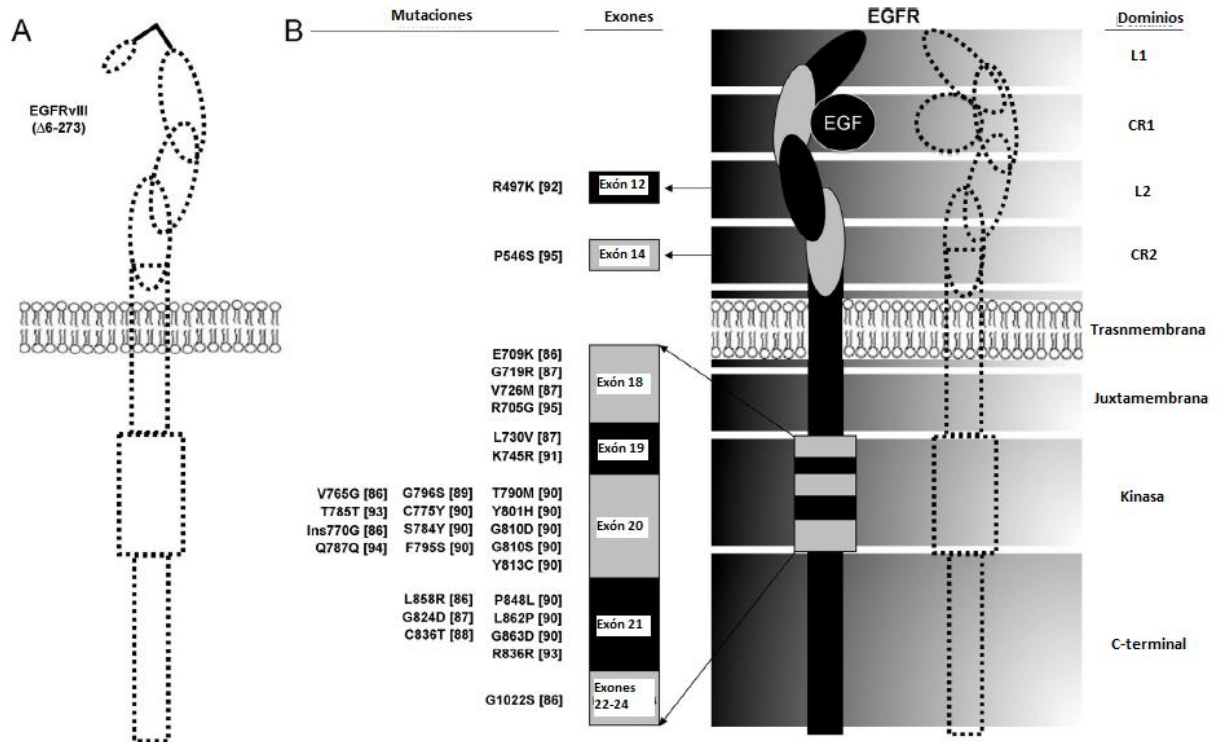 A
EGFRvIII
(Δ6-273)
B
Mutaciones
Exones
EGFR
Dominios
L1
EGF
CR1
R497K [92]
Exón 12
L2
P546S [95]
Exón 14
CR2
Trasnmembrana
E709K [86]
G719R [87]
V726M [87]
R705G [95]
Exón 18
Juxtamembrana
L730V [87]
K745R [91]
Exón 19
V765G [86] G796S [89] T790M [90]
T785T [93] C775Y [90] Y801H [90]
Ins770G [86] S784Y [90] G810D [90]
Q787Q [94] F795S [90] G810S [90]
Y813C [90]
Exón 20
Kinasa
L858R [86] P848L [90]
G824D [87] L862P [90]
C836T [88] G863D [90]
R836R [93]
Exón 21
C-terminal
G1022S [86]
Exones
22-24